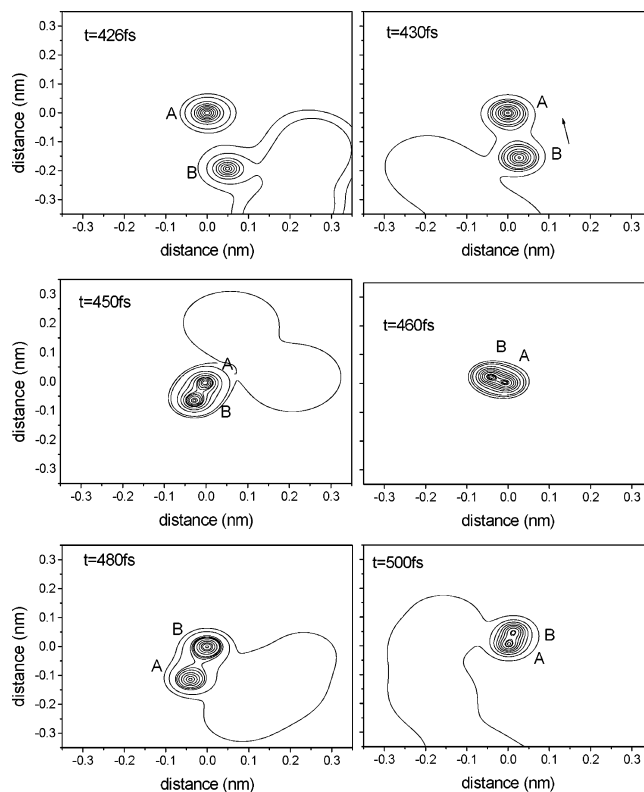 t=426fs
A
B
0.3
0.2
0.1
0.0
-0.1
-0.2
-0.3
distance (nm)
-0.3 -0.2 -0.1 0.0 0.1 0.2 0.3
distance (nm)
t=430fs
A
B
-0.3 -0.2 -0.1 0.0 0.1 0.2 0.3
distance (nm)
t=450fs
A
B
0.3
0.2
0.1
0.0
-0.1
-0.2
-0.3
distance (nm)
-0.3 -0.2 -0.1 0.0 0.1 0.2 0.3
distance (nm)
t=460fs
B A
-0.3 -0.2 -0.1 0.0 0.1 0.2 0.3
distance (nm)
t=480fs
B
A
0.3
0.2
0.1
0.0
-0.1
-0.2
-0.3
distance (nm)
-0.3 -0.2 -0.1 0.0 0.1 0.2 0.3
distance (nm)
t=500fs
B
A
-0.3 -0.2 -0.1 0.0 0.1 0.2 0.3
distance (nm)